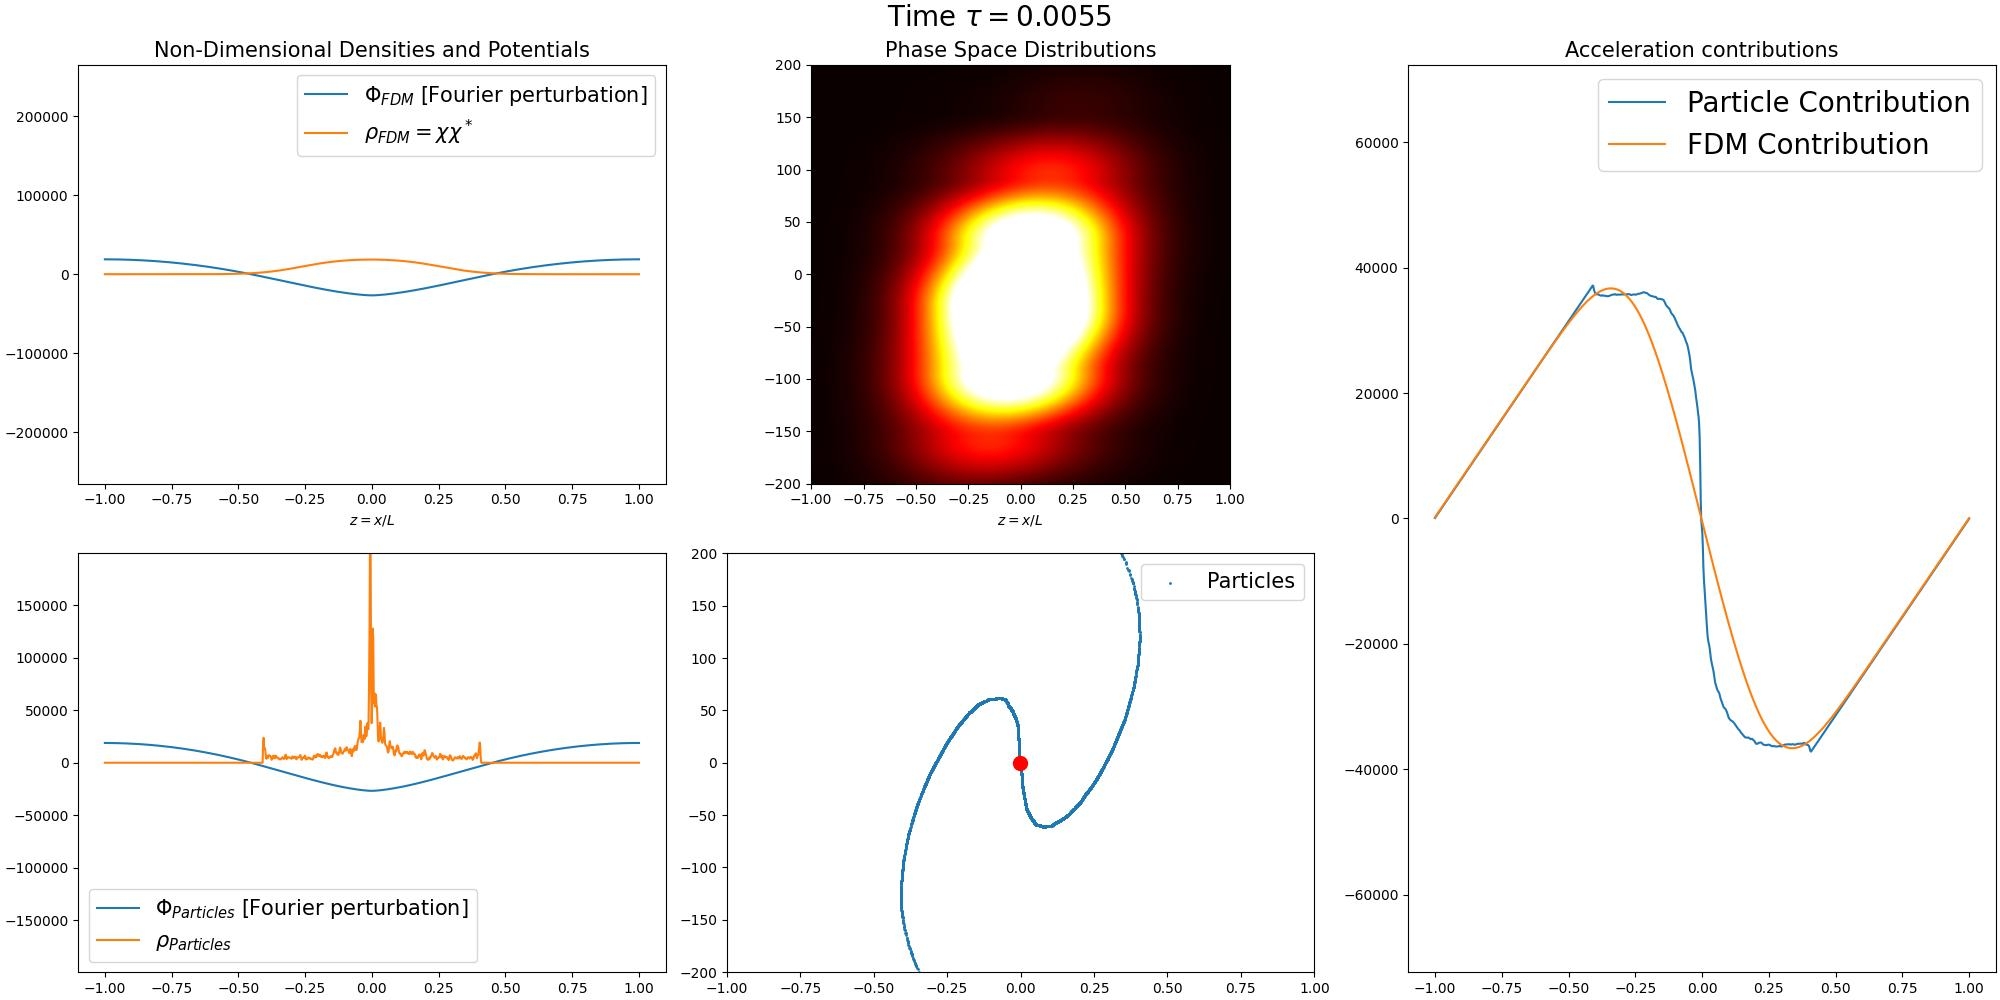 Time τ = 0.0055
Non-Dimensional Densities and Potentials
Φ_FDM [Fourier perturbation]
ρ_FDM = χχ*
200000
100000
0
−100000
−200000
−1.00 −0.75 −0.50 −0.25 0.00 0.25 0.50 0.75 1.00
z = x/L
Phase Space Distributions
200
150
100
50
0
−50
−100
−150
−200
−1.00 −0.75 −0.50 −0.25 0.00 0.25 0.50 0.75 1.00
z = x/L
Acceleration contributions
Particle Contribution
FDM Contribution
60000
40000
20000
0
−20000
−40000
−60000
−1.00 −0.75 −0.50 −0.25 0.00 0.25 0.50 0.75 1.00
150000
100000
50000
0
−50000
−100000
−150000
Φ_Particles [Fourier perturbation]
ρ_Particles
−1.00 −0.75 −0.50 −0.25 0.00 0.25 0.50 0.75 1.00
Particles
200
150
100
50
0
−50
−100
−150
−200
−1.00 −0.75 −0.50 −0.25 0.00 0.25 0.50 0.75 1.00